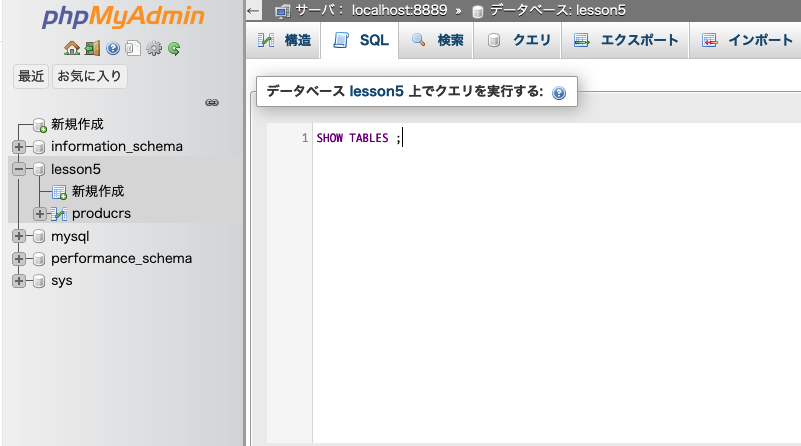 phpMyAdmin
最近 お気に入り
新規作成
information_schema
lesson5
新規作成
producrs
mysql
performance_schema
sys
← サーバ: localhost:8889 » データベース: lesson5
構造 SQL 検索 クエリ エクスポート インポート
データベース lesson5 上でクエリを実行する:
1 SHOW TABLES ;